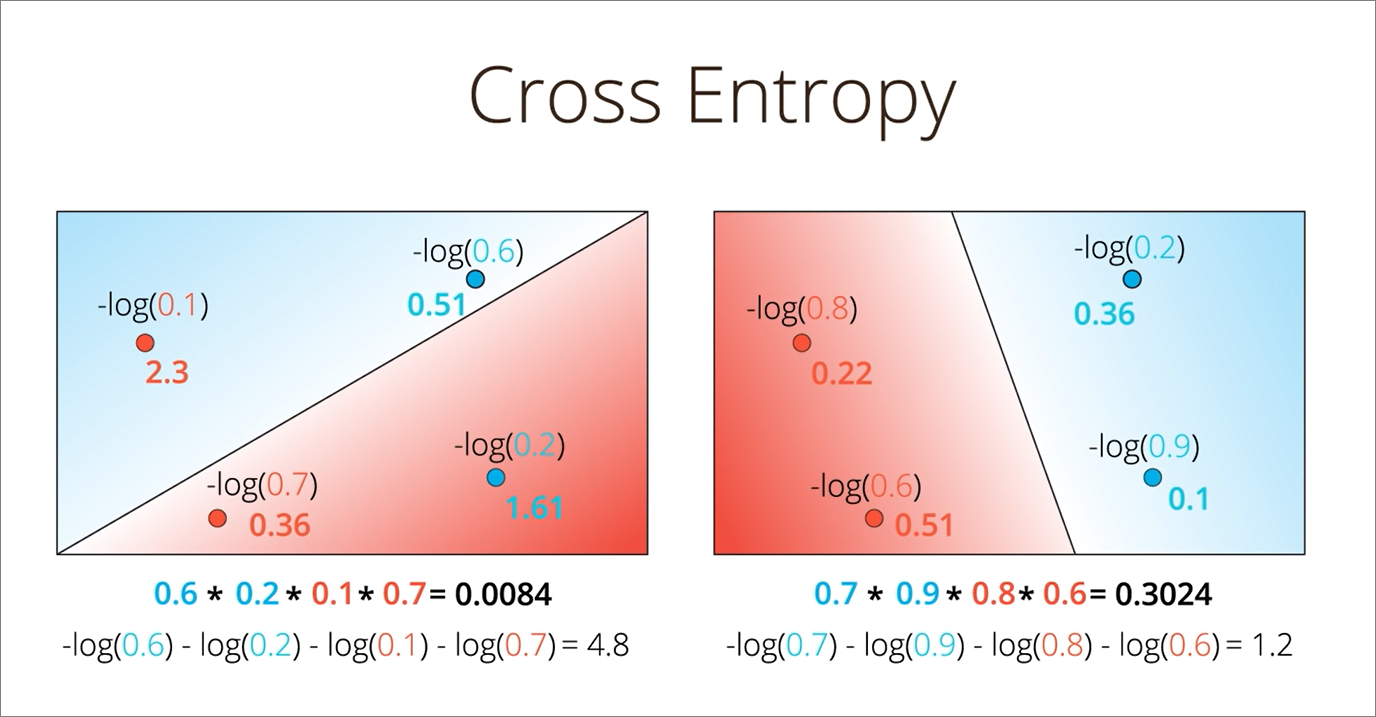 Cross Entropy
-log(0.6)
0.51
-log(0.1)
2.3
-log(0.2)
1.61
-log(0.7)
0.36
-log(0.2)
0.36
-log(0.8)
0.22
-log(0.9)
0.1
-log(0.6)
0.51
0.6 * 0.2 * 0.1 * 0.7 = 0.0084
-log(0.6) - log(0.2) - log(0.1) - log(0.7) = 4.8
0.7 * 0.9 * 0.8 * 0.6 = 0.3024
-log(0.7) - log(0.9) - log(0.8) - log(0.6) = 1.2